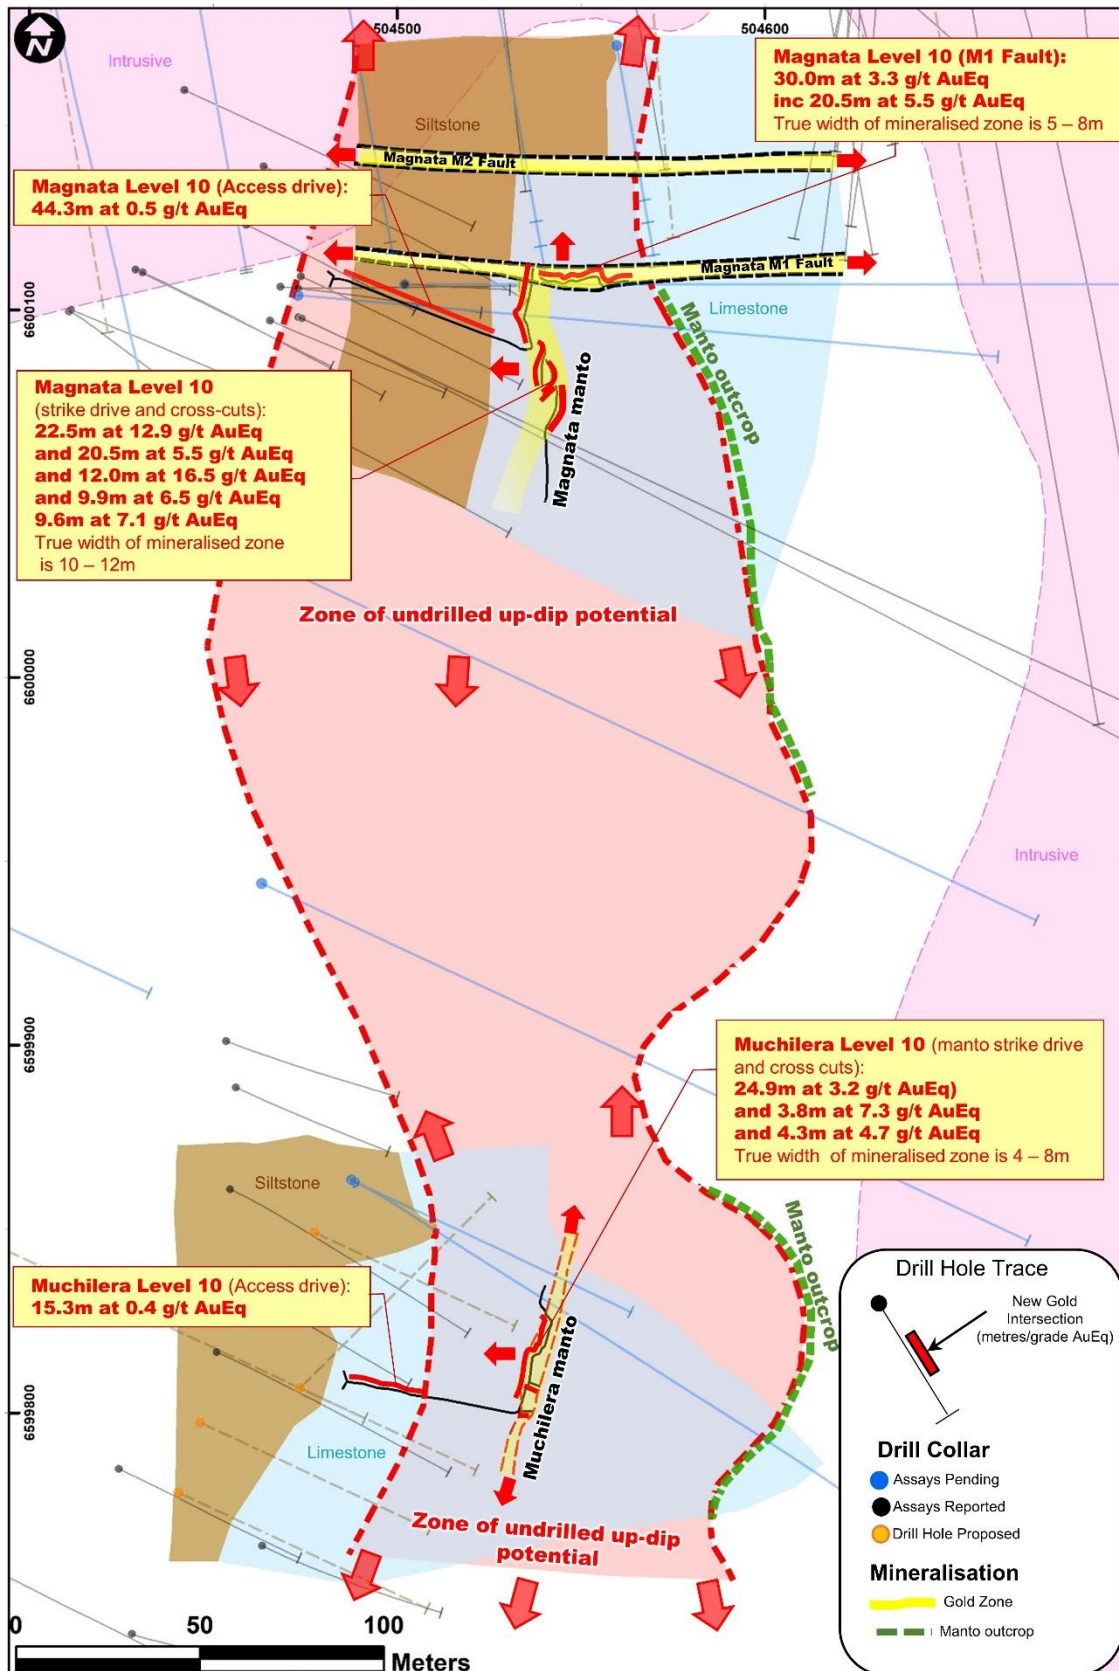 N
504500
504600
Intrusive
Magnata Level 10 (M1 Fault):
30.0m at 3.3 g/t AuEq
inc 20.5m at 5.5 g/t AuEq
True width of mineralised zone is 5 – 8m
Siltstone
Magnata M2 Fault
Magnata Level 10 (Access drive):
44.3m at 0.5 g/t AuEq
Magnata M1 Fault
6600100
Limestone
Manto outcrop
Magnata manto
Magnata Level 10
(strike drive and cross-cuts):
22.5m at 12.9 g/t AuEq
and 20.5m at 5.5 g/t AuEq
and 12.0m at 16.5 g/t AuEq
and 9.9m at 6.5 g/t AuEq
9.6m at 7.1 g/t AuEq
True width of mineralised zone
is 10 – 12m
Zone of undrilled up-dip potential
6600000
Intrusive
6599900
Muchilera Level 10 (manto strike drive
and cross cuts):
24.9m at 3.2 g/t AuEq)
and 3.8m at 7.3 g/t AuEq
and 4.3m at 4.7 g/t AuEq
True width of mineralised zone is 4 – 8m
Siltstone
Manto outcrop
Muchilera Level 10 (Access drive):
15.3m at 0.4 g/t AuEq
Muchilera manto
6599800
Limestone
Zone of undrilled up-dip
potential
Drill Hole Trace
New Gold
Intersection
(metres/grade AuEq)
Drill Collar
Assays Pending
Assays Reported
Drill Hole Proposed
Mineralisation
Gold Zone
Manto outcrop
0
50
100
Meters